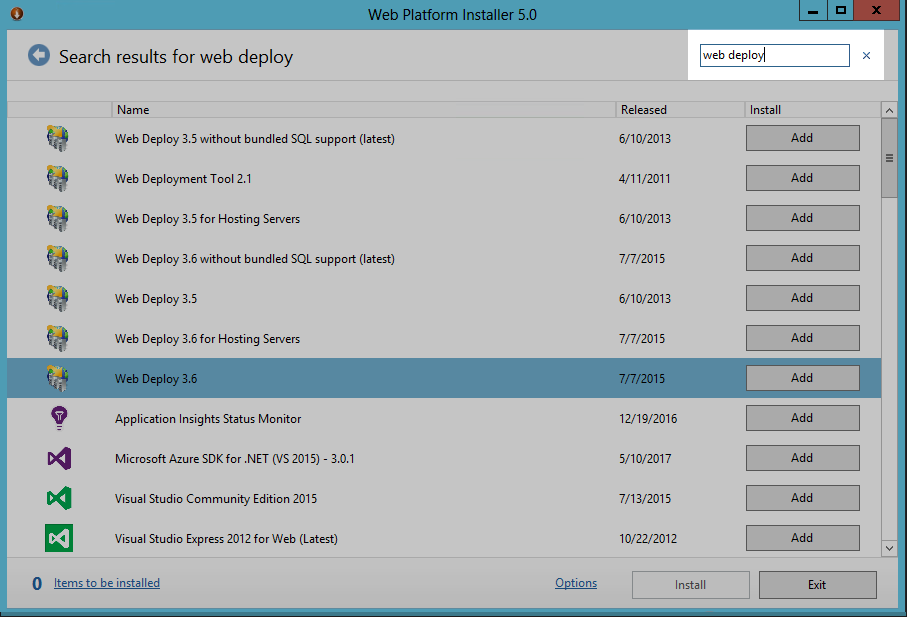 Web Platform Installer 5.0
Search results for web deploy
web deploy
Name Released Install
Web Deploy 3.5 without bundled SQL support (latest) 6/10/2013 Add
Web Deployment Tool 2.1 4/11/2011 Add
Web Deploy 3.5 for Hosting Servers 6/10/2013 Add
Web Deploy 3.6 without bundled SQL support (latest) 7/7/2015 Add
Web Deploy 3.5 6/10/2013 Add
Web Deploy 3.6 for Hosting Servers 7/7/2015 Add
Web Deploy 3.6 7/7/2015 Add
Application Insights Status Monitor 12/19/2016 Add
Microsoft Azure SDK for .NET (VS 2015) - 3.0.1 5/10/2017 Add
Visual Studio Community Edition 2015 7/13/2015 Add
Visual Studio Express 2012 for Web (Latest) 10/22/2012 Add
0 Items to be installed Options Install Exit